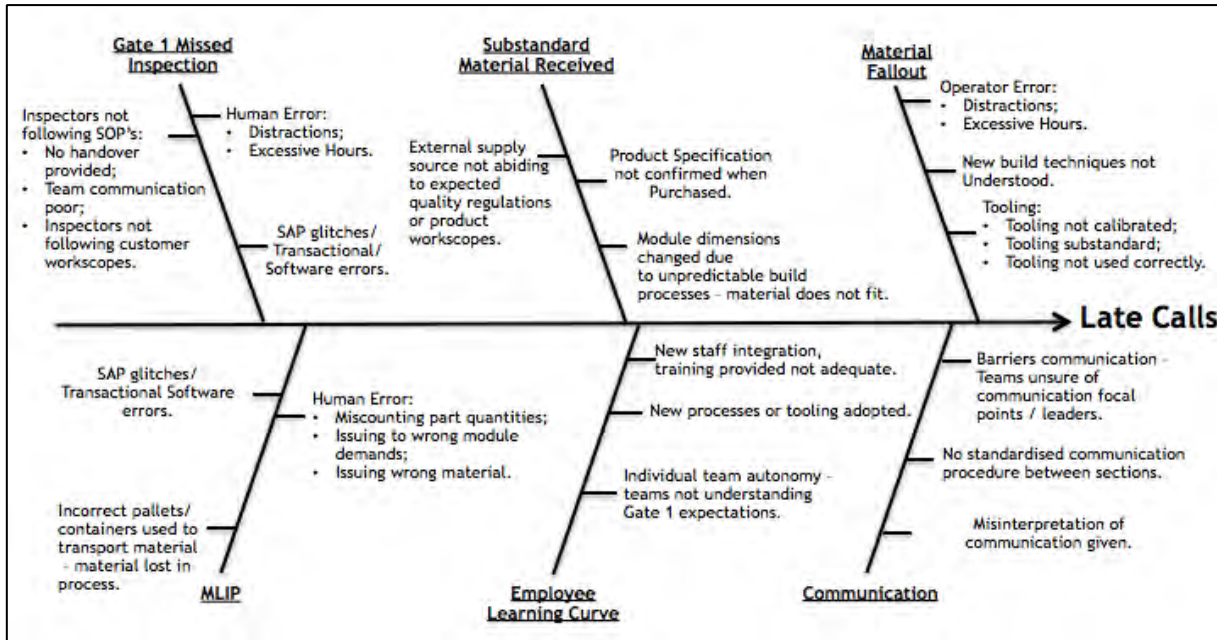 Gate 1 Missed
Inspection
Inspectors not
following SOP's:
• No handover
provided;
• Team communication
poor;
• Inspectors not
following customer
workscopes.
Human Error:
• Distractions;
• Excessive Hours.
SAP glitches/
Transactional/
Software errors.
Substandard
Material Received
External supply
source not abiding
to expected
quality regulations
or product
workscopes.
Product Specification
not confirmed when
Purchased.
Module dimensions
changed due
to unpredictable build
processes – material does not fit.
Material
Fallout
Operator Error:
• Distractions;
• Excessive Hours.
New build techniques not
Understood.
Tooling:
• Tooling not calibrated;
• Tooling substandard;
• Tooling not used correctly.
Late Calls
SAP glitches/
Transactional Software
errors.
Human Error:
• Miscounting part quantities;
• Issuing to wrong module
demands;
• Issuing wrong material.
Incorrect pallets/
containers used to
transport material
– material lost in
process.
MLIP
New staff integration,
training provided not adequate.
New processes or tooling adopted.
Individual team autonomy –
teams not understanding
Gate 1 expectations.
Employee
Learning Curve
Barriers communication –
Teams unsure of
communication focal
points / leaders.
No standardised communication
procedure between sections.
Misinterpretation of
communication given.
Communication